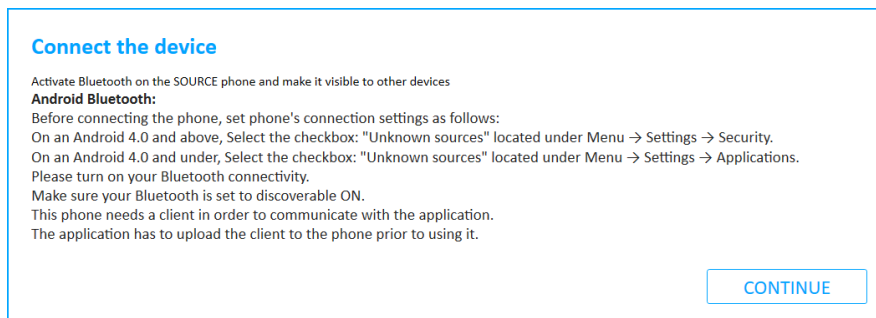 Connect the device
Activate Bluetooth on the SOURCE phone and make it visible to other devices
Android Bluetooth:
Before connecting the phone, set phone's connection settings as follows:
On an Android 4.0 and above, Select the checkbox: "Unknown sources" located under Menu → Settings → Security.
On an Android 4.0 and under, Select the checkbox: "Unknown sources" located under Menu → Settings → Applications.
Please turn on your Bluetooth connectivity.
Make sure your Bluetooth is set to discoverable ON.
This phone needs a client in order to communicate with the application.
The application has to upload the client to the phone prior to using it.
CONTINUE